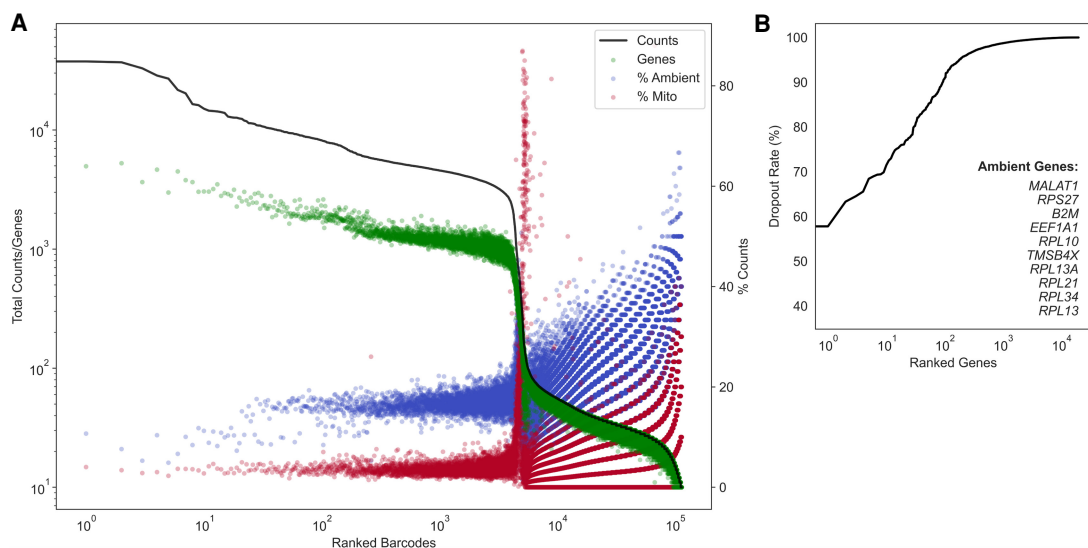 A
Total Counts/Genes
10⁴
10³
10²
10¹
10⁰
10¹
10²
10³
10⁴
10⁵
Ranked Barcodes
Counts
Genes
% Ambient
% Mito
80
60
40
20
0
% Counts
B
Dropout Rate (%)
100
90
80
70
60
50
40
10⁰
10¹
10²
10³
10⁴
Ranked Genes
Ambient Genes:
MALAT1
RPS27
B2M
EEF1A1
RPL10
TMSB4X
RPL13A
RPL21
RPL34
RPL13